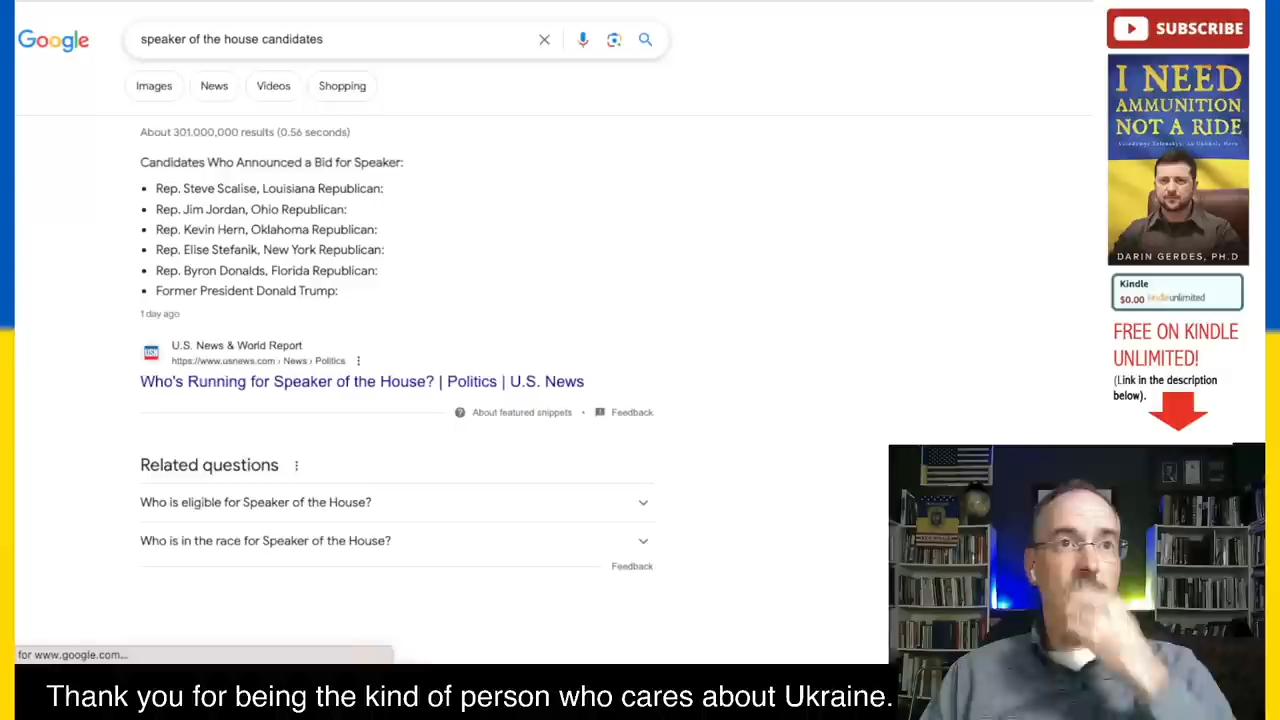 Google
speaker of the house candidates
Images
News
Videos
Shopping
About 301,000,000 results (0.56 seconds)
Candidates Who Announced a Bid for Speaker:
Rep. Steve Scalise, Louisiana Republican:
Rep. Jim Jordan, Ohio Republican:
Rep. Kevin Hern, Oklahoma Republican:
Rep. Elise Stefanik, New York Republican:
Rep. Byron Donalds, Florida Republican:
Former President Donald Trump:
1 day ago
USN
U.S. News & World Report
https://www.usnews.com › News › Politics
Who's Running for Speaker of the House? | Politics | U.S. News
About featured snippets • Feedback
Related questions
Who is eligible for Speaker of the House?
Who is in the race for Speaker of the House?
Feedback
for www.google.com...
SUBSCRIBE
I NEED
AMMUNITION
NOT A RIDE
Volodymyr Zelenskyy, An Unlikely Hero
DARIN GERDES, PH.D
Kindle
$0.00 kindleunlimited
FREE ON KINDLE
UNLIMITED!
(Link in the description
below).
Thank you for being the kind of person who cares about Ukraine.